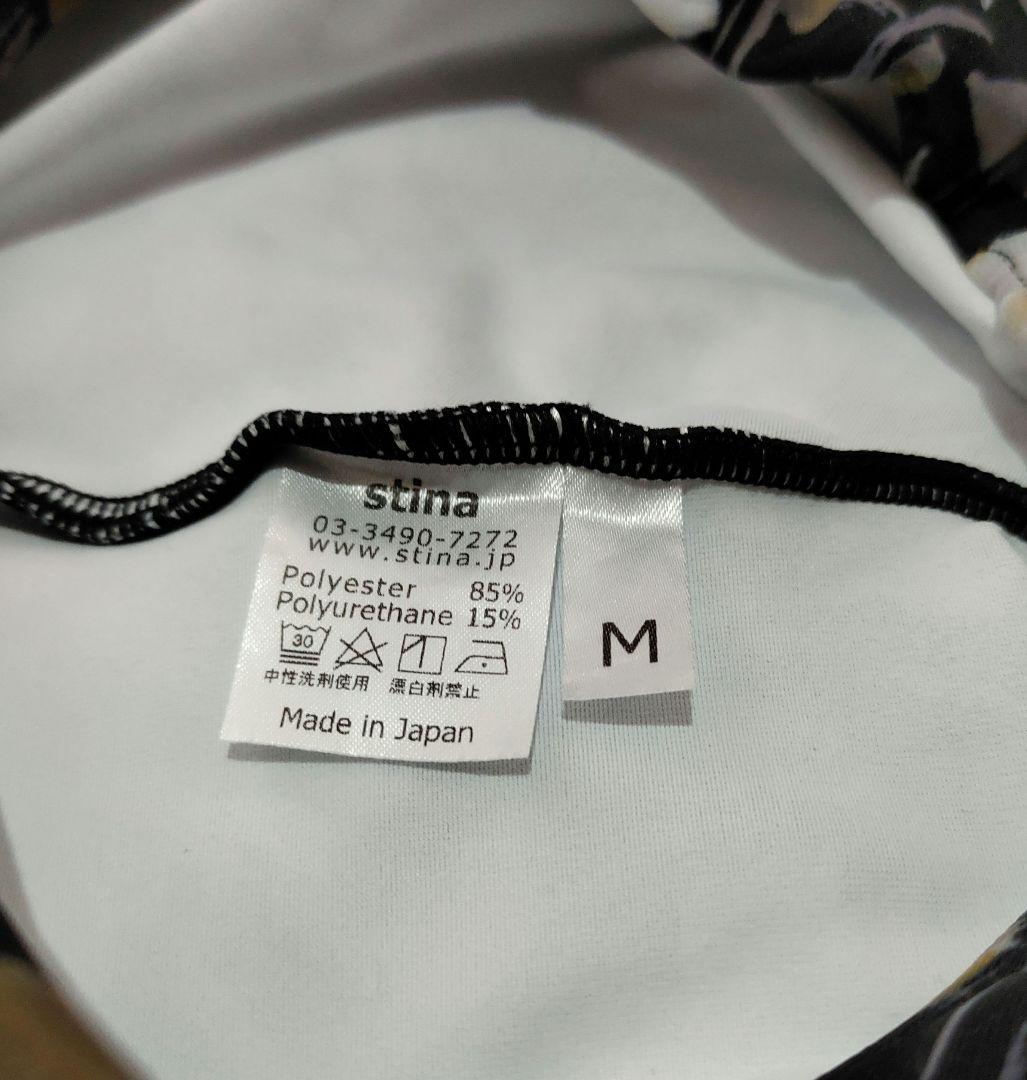 stina
03-3490-7272
www.stina.jp
Polyester 85%
Polyurethane 15%
30
中性洗剤使用 漂白剤禁止
Made in Japan
M